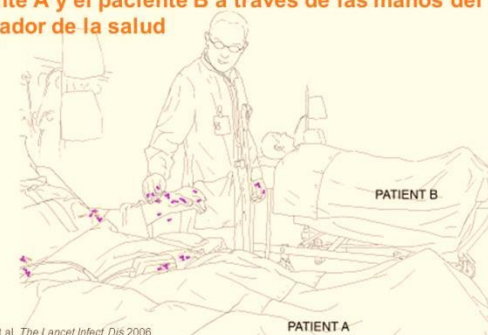 nte A y el paciente B a través de las manos del
ador de la salud
PATIENT B
PATIENT A
t al. The Lancet Infect Dis 2006